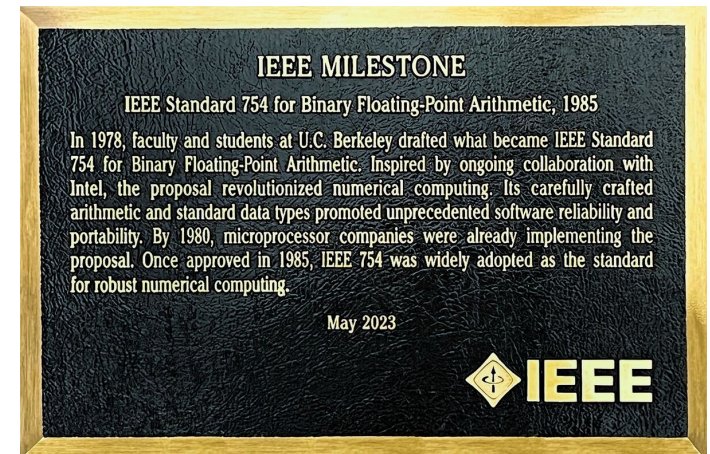 IEEE MILESTONE
IEEE Standard 754 for Binary Floating-Point Arithmetic, 1985
In 1978, faculty and students at U.C. Berkeley drafted what became IEEE Standard
754 for Binary Floating-Point Arithmetic. Inspired by ongoing collaboration with
Intel, the proposal revolutionized numerical computing. Its carefully crafted
arithmetic and standard data types promoted unprecedented software reliability and
portability. By 1980, microprocessor companies were already implementing the
proposal. Once approved in 1985, IEEE 754 was widely adopted as the standard
for robust numerical computing.
May 2023
IEEE